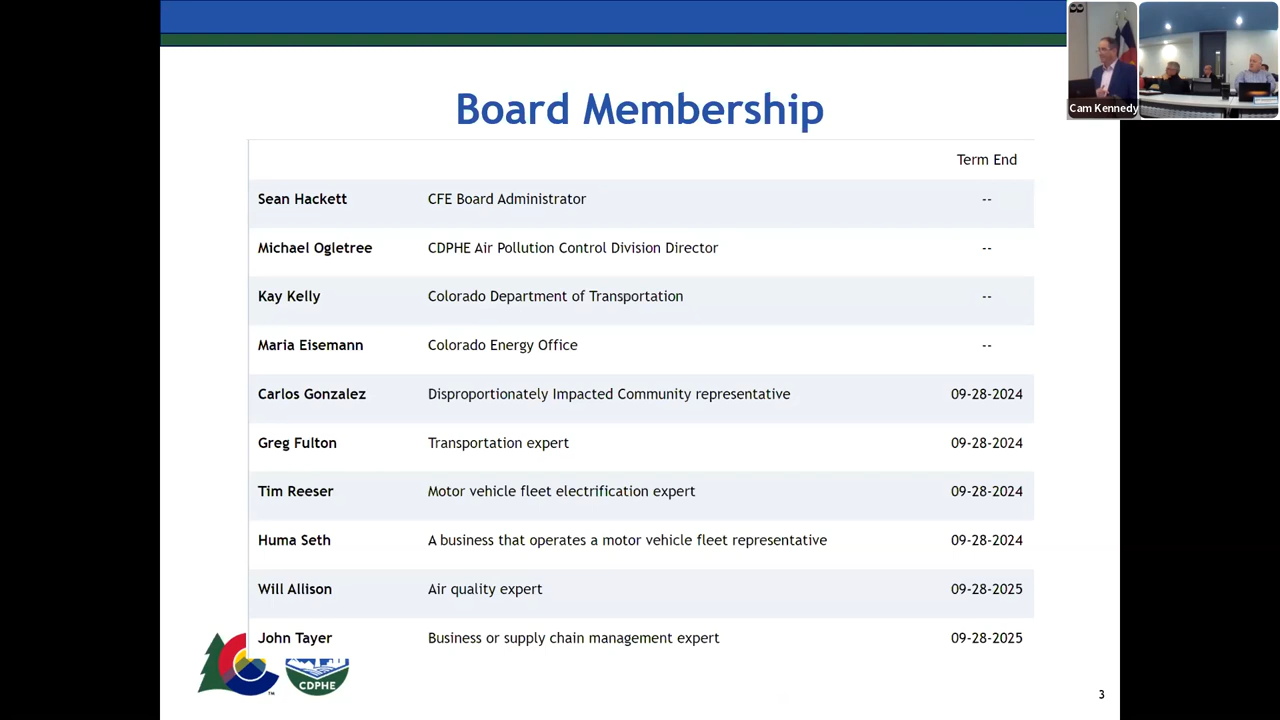 Cam Kennedy
Board Membership
Term End
Sean Hackett CFE Board Administrator --
Michael Ogletree CDPHE Air Pollution Control Division Director --
Kay Kelly Colorado Department of Transportation --
Maria Eisemann Colorado Energy Office --
Carlos Gonzalez Disproportionately Impacted Community representative 09-28-2024
Greg Fulton Transportation expert 09-28-2024
Tim Reeser Motor vehicle fleet electrification expert 09-28-2024
Huma Seth A business that operates a motor vehicle fleet representative 09-28-2024
Will Allison Air quality expert 09-28-2025
John Tayer Business or supply chain management expert 09-28-2025
TM
CDPHE
3